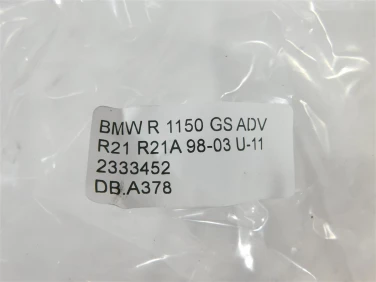 BMW R 1150 GS ADV
R21 R21A 98-03 U-11
2333452
DB.A378